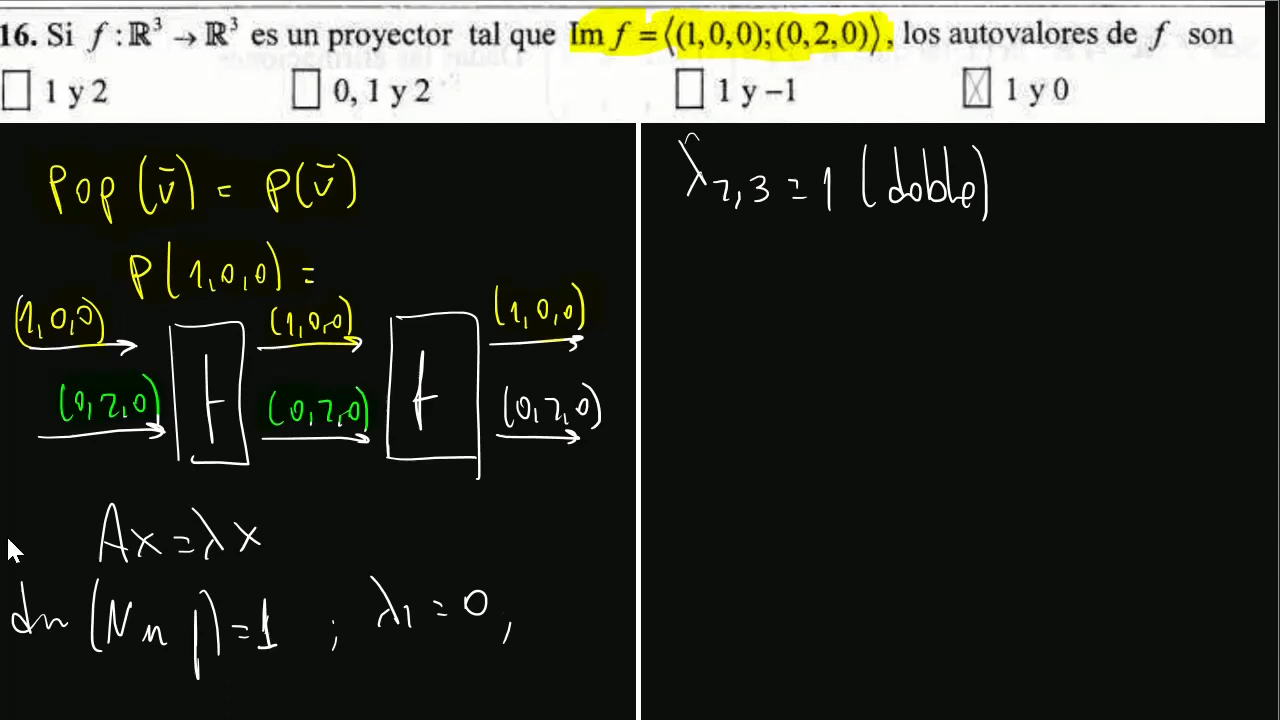 16. Si f : ℝ³ → ℝ³ es un proyector tal que Im f = ⟨(1, 0, 0); (0, 2, 0)⟩, los autovalores de f son
☐ 1 y 2 ☐ 0, 1 y 2 ☐ 1 y –1 ☒ 1 y 0
pop (v̄) = p(v̄)
p(1,0,0) =
(1,0,0) (1,0,0) (1,0,0)
(0,2,0) f (0,2,0) f (0,2,0)
Ax = λx
(Nu f) = 1 ; λ1 = 0,
λ2,3 = 1 (doble)